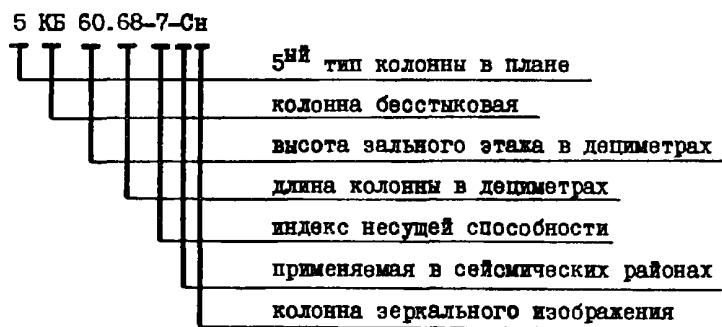 5 КБ 60.68-7-Сн
5ый тип колонны в плане
колонна бесстыковая
высота зального этажа в дециметрах
длина колонны в дециметрах
индекс несущей способности
применяемая в сейсмических районах
колонна зеркального изображения